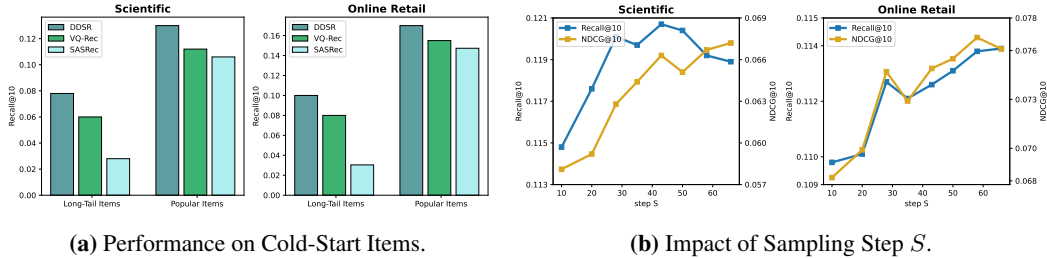 Scientific
Recall@10
0.12
0.10
0.08
0.06
0.04
0.02
0.00
DDSR
VQ-Rec
SASRec
Long-Tail Items
Popular Items
Online Retail
Recall@10
0.16
0.14
0.12
0.10
0.08
0.06
0.04
0.02
0.00
DDSR
VQ-Rec
SASRec
Long-Tail Items
Popular Items
(a) Performance on Cold-Start Items.
Scientific
Recall@10
0.121
0.119
0.117
0.115
0.113
Recall@10
NDCG@10
0.069
0.066
0.063
0.060
0.057
NDCG@10
10 20 30 40 50 60
step S
Online Retail
Recall@10
0.115
0.114
0.112
0.110
0.109
Recall@10
NDCG@10
0.078
0.076
0.073
0.070
0.068
NDCG@10
10 20 30 40 50 60
step S
(b) Impact of Sampling Step S.